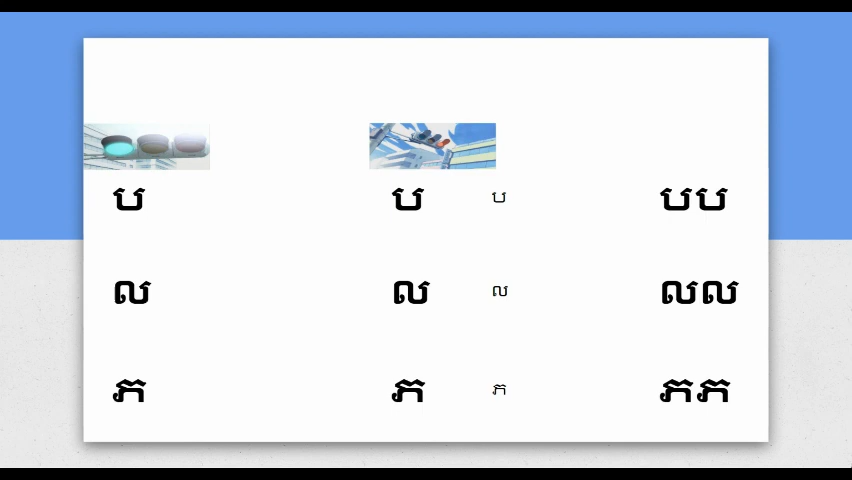 ប ប ប បប
ល ល ល លល
ភ ភ ភ ភភ